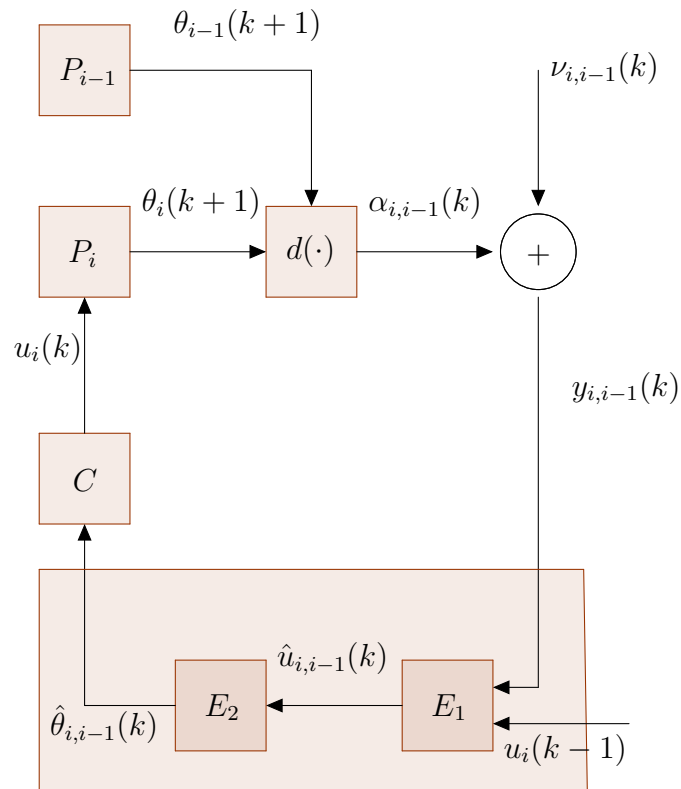 θ_{i−1}(k+1)
P_{i−1}
ν_{i,i−1}(k)
θ_i(k+1)
α_{i,i−1}(k)
P_i
d(·)
+
u_i(k)
y_{i,i−1}(k)
C
û_{i,i−1}(k)
E_2
E_1
θ̂_{i,i−1}(k)
u_i(k−1)